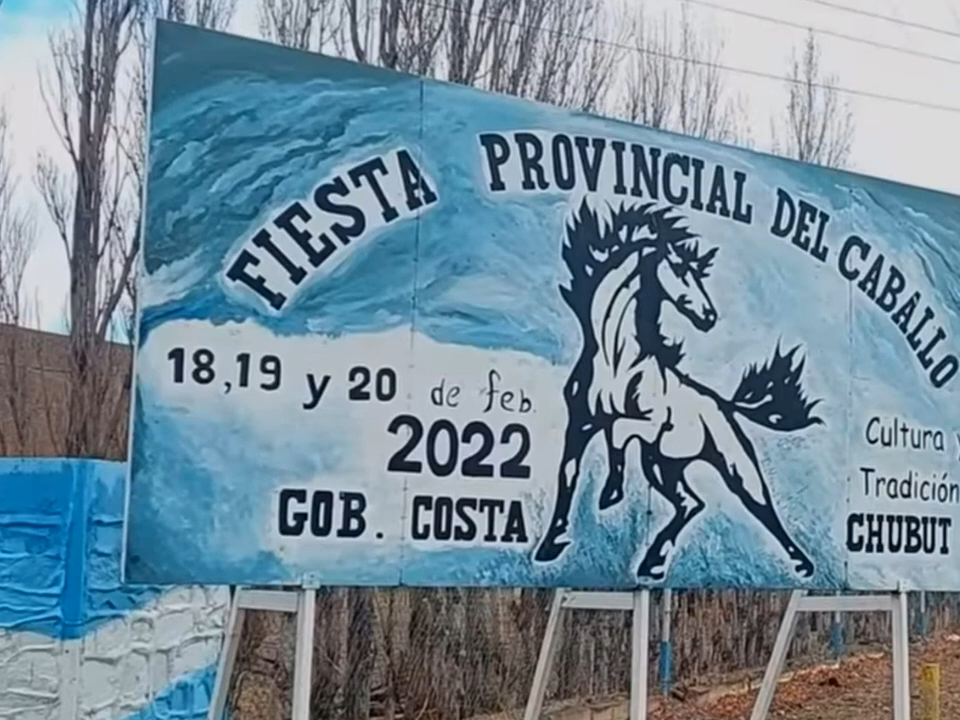 FIESTA PROVINCIAL DEL CABALLO
18,19 y 20 de feb.
2022
GOB. COSTA
Cultura y
Tradición
CHUBUT